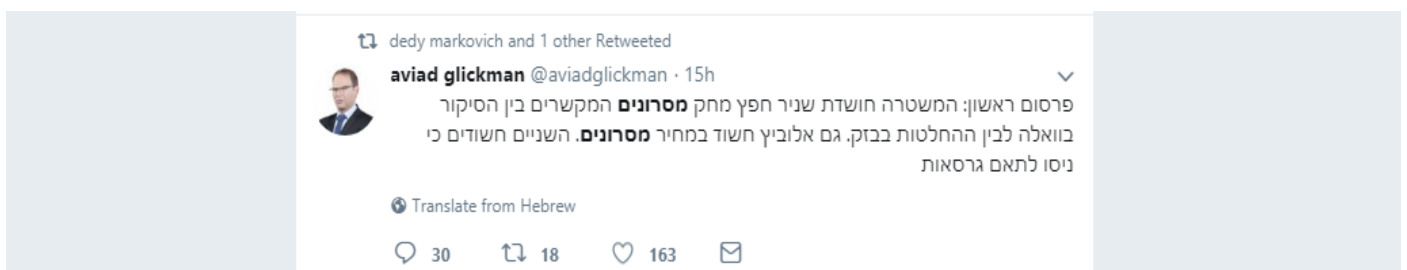 dedy markovich and 1 other Retweeted
aviad glickman @aviadglickman · 15h
פרסום ראשון: המשטרה חושדת שניר חפץ מחק מסרונים המקשרים בין הסיקור
בוואלה לבין ההחלטות בבזק. גם אלוביץ חשוד במחיר מסרונים. השניים חשודים כי
ניסו לתאם גרסאות
Translate from Hebrew
30 18 163